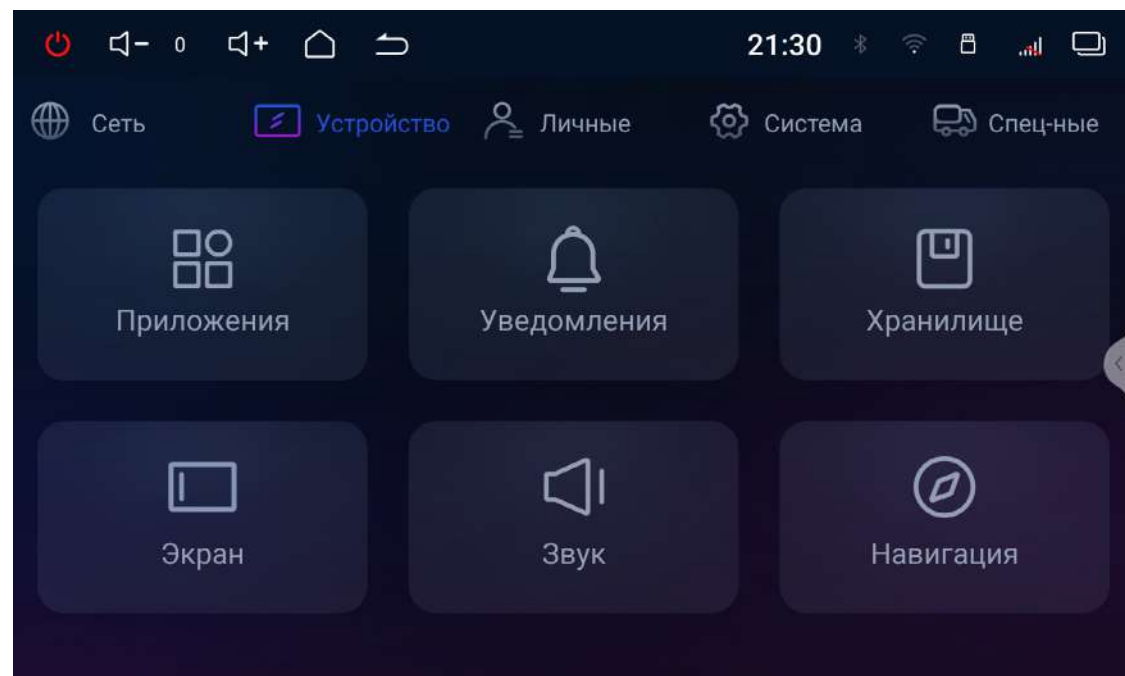 0 21:30
Сеть Устройство Личные Система Спец-ные
Приложения Уведомления Хранилище
Экран Звук Навигация